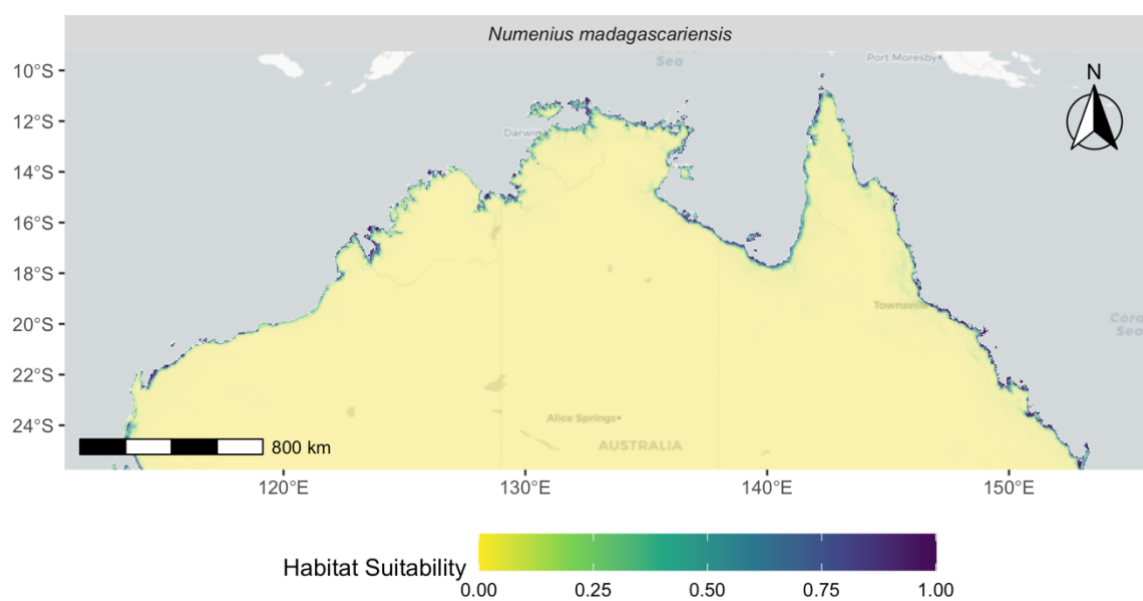 Numenius madagascariensis
Sea
Port Moresby
N
10°S
12°S
Darwin
14°S
16°S
18°S
Townsville
20°S
Sea
22°S
24°S
Alice Springs
AUSTRALIA
800 km
120°E
130°E
140°E
150°E
Habitat Suitability
0.00
0.25
0.50
0.75
1.00